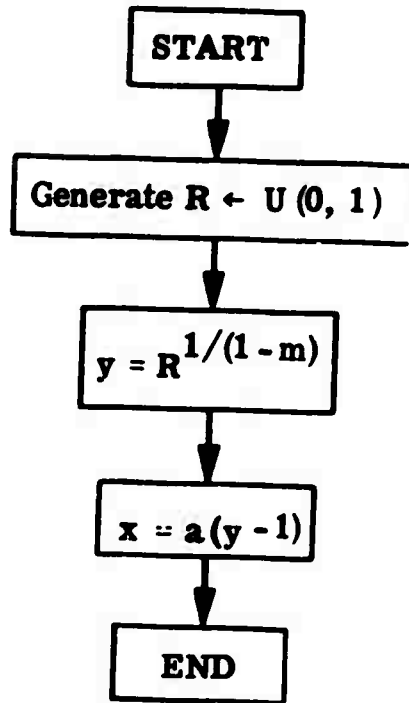 START
Generate R ← U (0, 1)
y = R^1/(1 - m)
x = a (y - 1)
END